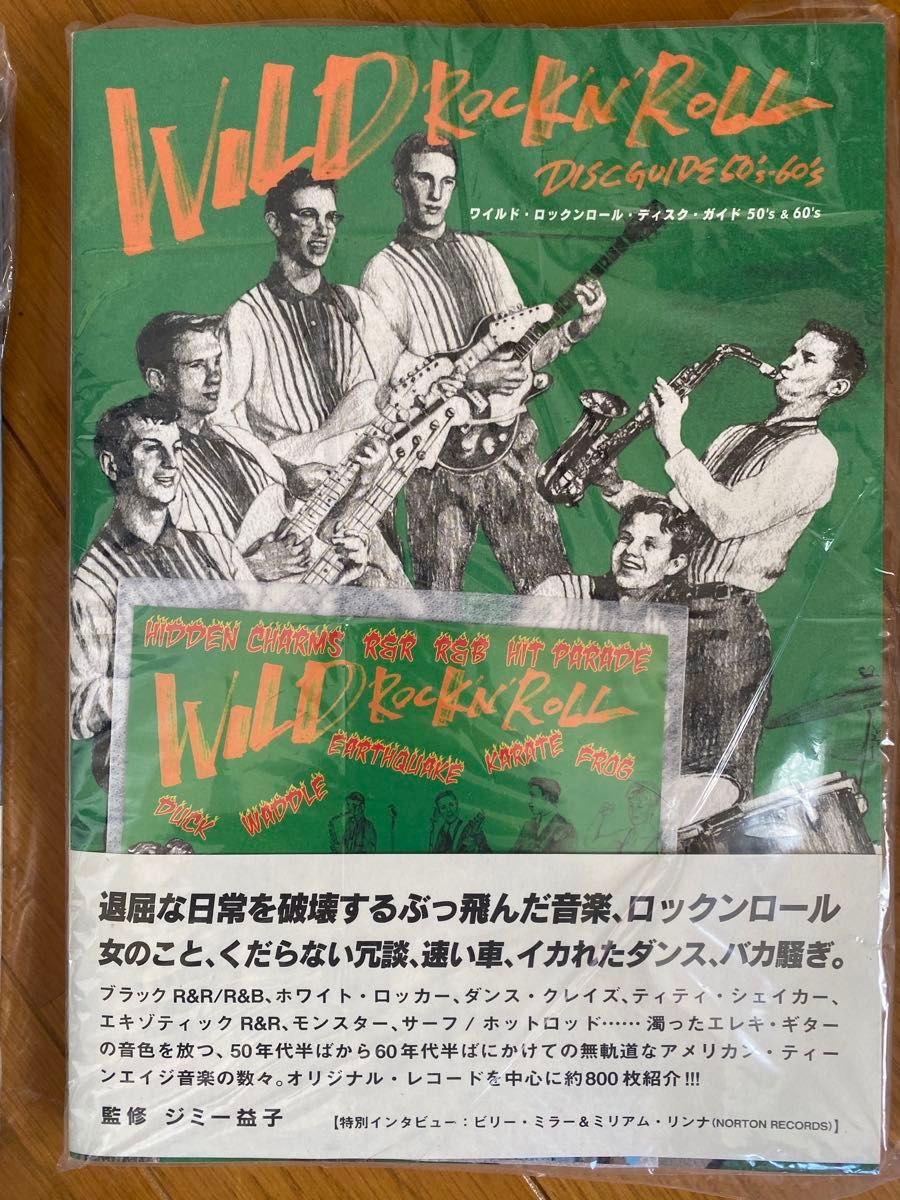 WILD ROCK'N'ROLL
DISC GUIDE 50's-60's
ワイルド・ロックンロール・ディスク・ガイド 50's & 60's
HIDDEN CHARMS R&R R&B HIT PARADE
WILD ROCK'N'ROLL
EARTHQUAKE KARATE FROG
DUCK WADDLE
退屈な日常を破壊するぶっ飛んだ音楽、ロックンロール
女のこと、くだらない冗談、速い車、イカれたダンス、バカ騒ぎ。
ブラックR&R/R&B、ホワイト・ロッカー、ダンス・クレイズ、ティティ・シェイカー、
エキゾティックR&R、モンスター、サーフ/ホットロッド……濁ったエレキ・ギター
の音色を放つ、50年代半ばから60年代半ばにかけての無軌道なアメリカン・ティー
ンエイジ音楽の数々。オリジナル・レコードを中心に約800枚紹介!!!
監修 ジミー益子 【特別インタビュー：ビリー・ミラー&ミリアム・リンナ(NORTON RECORDS)】